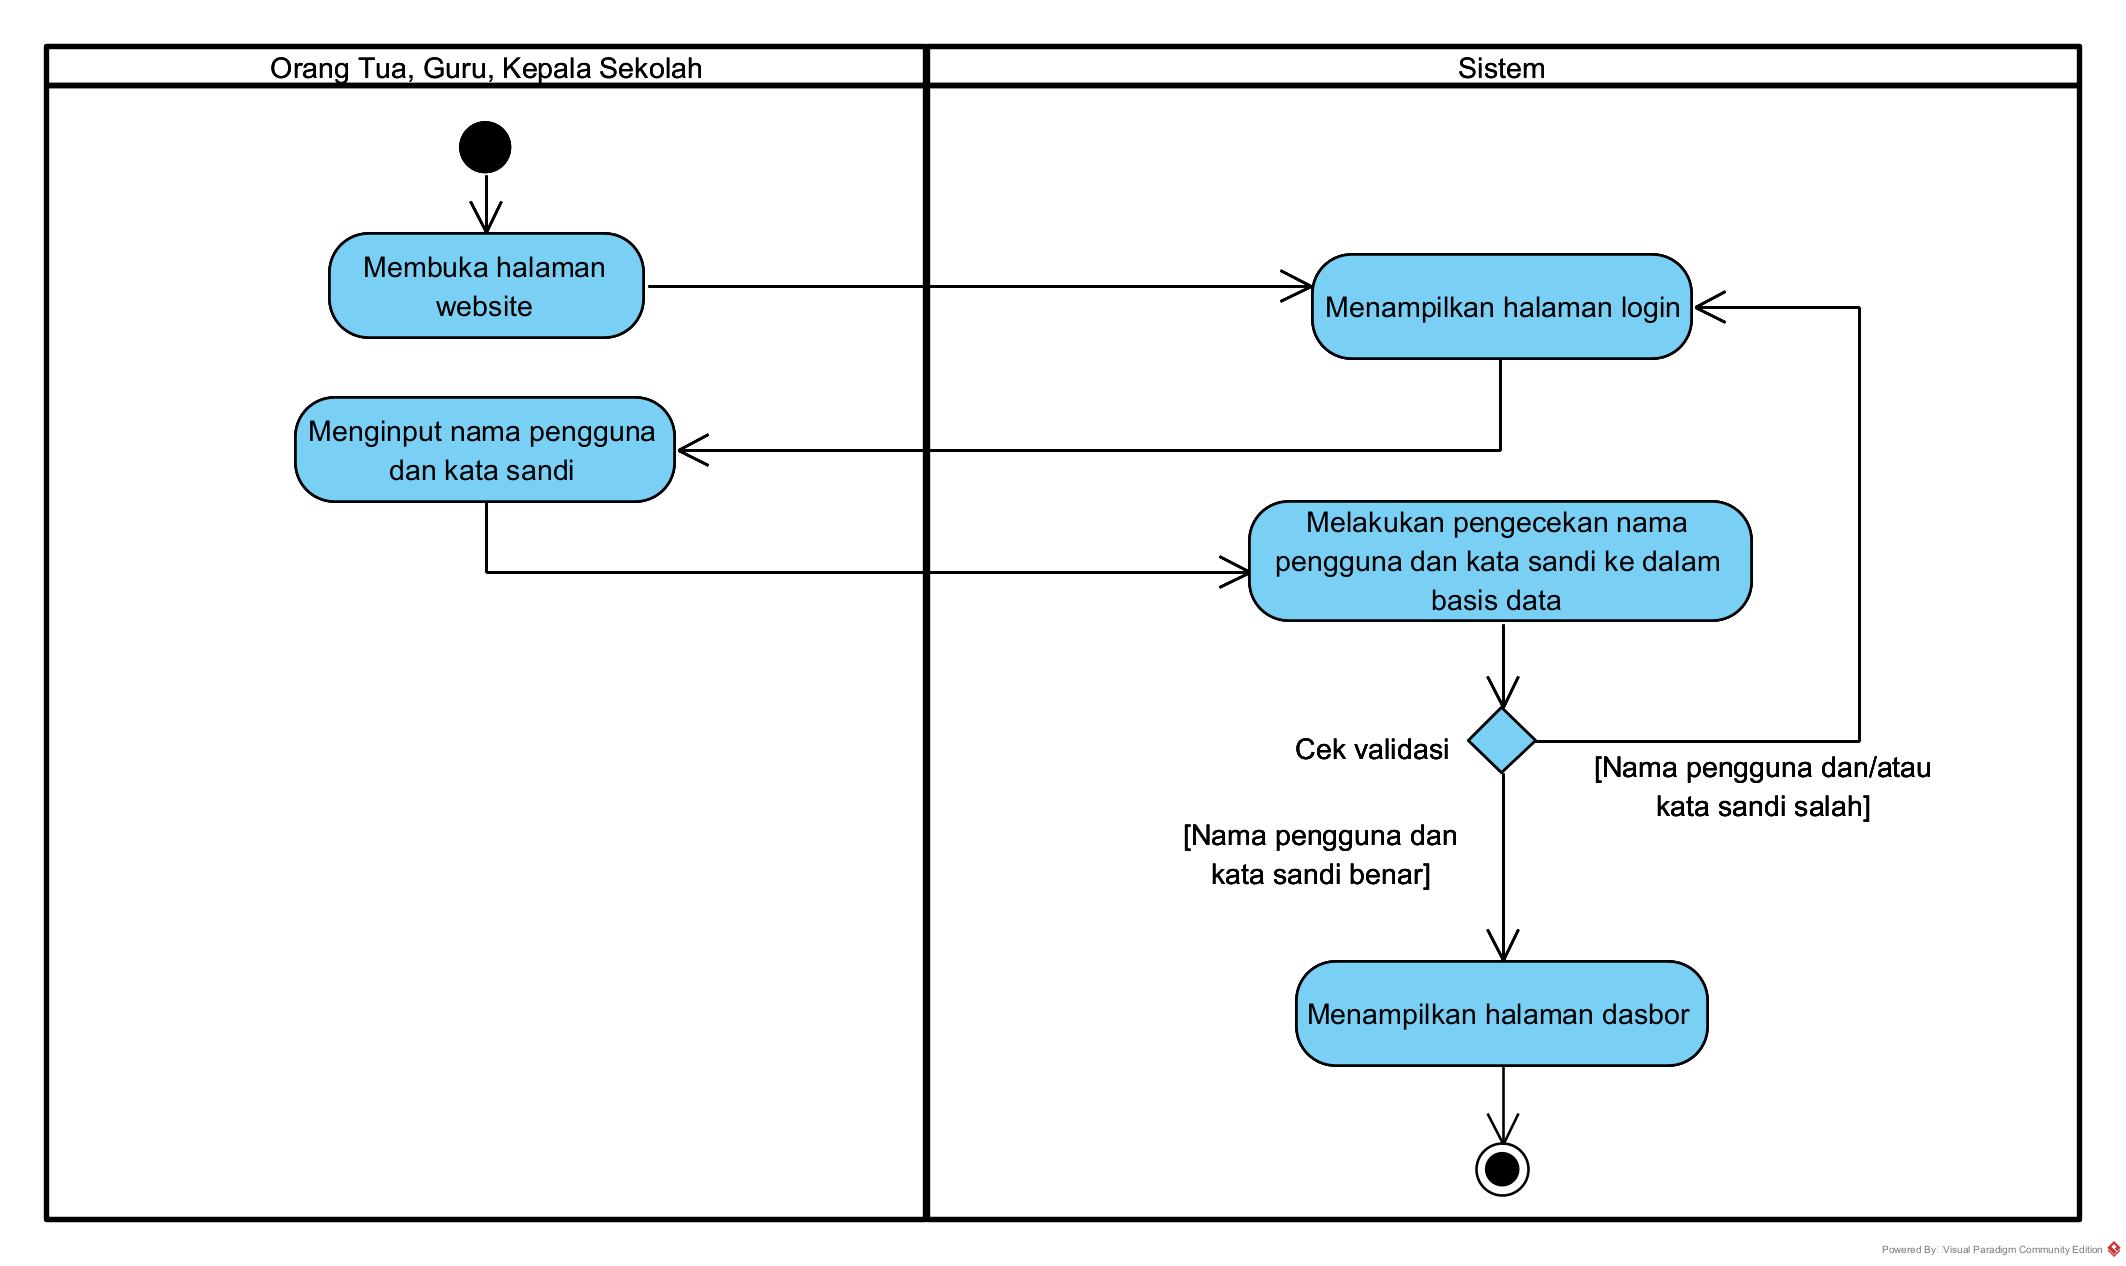 Orang Tua, Guru, Kepala Sekolah
Sistem
Membuka halaman
website
Menampilkan halaman login
Menginput nama pengguna
dan kata sandi
Melakukan pengecekan nama
pengguna dan kata sandi ke dalam
basis data
Cek validasi
[Nama pengguna dan/atau
kata sandi salah]
[Nama pengguna dan
kata sandi benar]
Menampilkan halaman dasbor
Powered By Visual Paradigm Community Edition